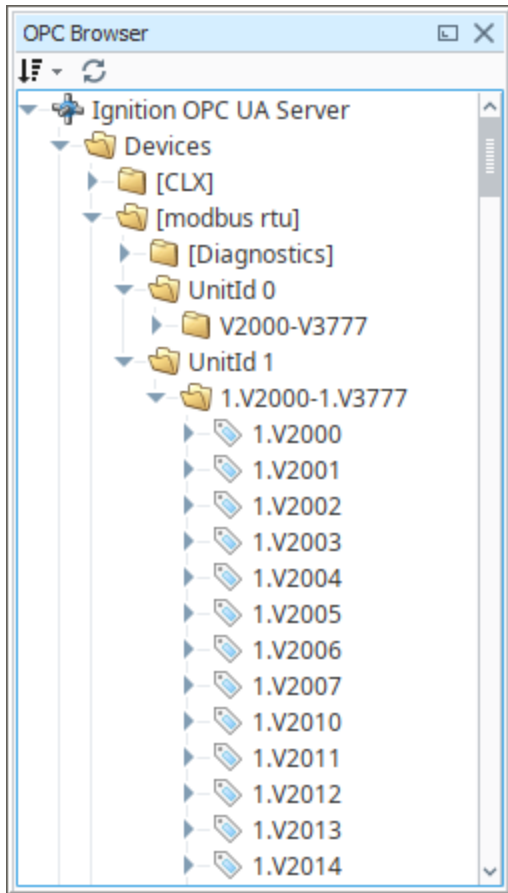 OPC Browser
Ignition OPC UA Server
Devices
[CLX]
[modbus rtu]
[Diagnostics]
UnitId 0
V2000-V3777
UnitId 1
1.V2000-1.V3777
1.V2000
1.V2001
1.V2002
1.V2003
1.V2004
1.V2005
1.V2006
1.V2007
1.V2010
1.V2011
1.V2012
1.V2013
1.V2014